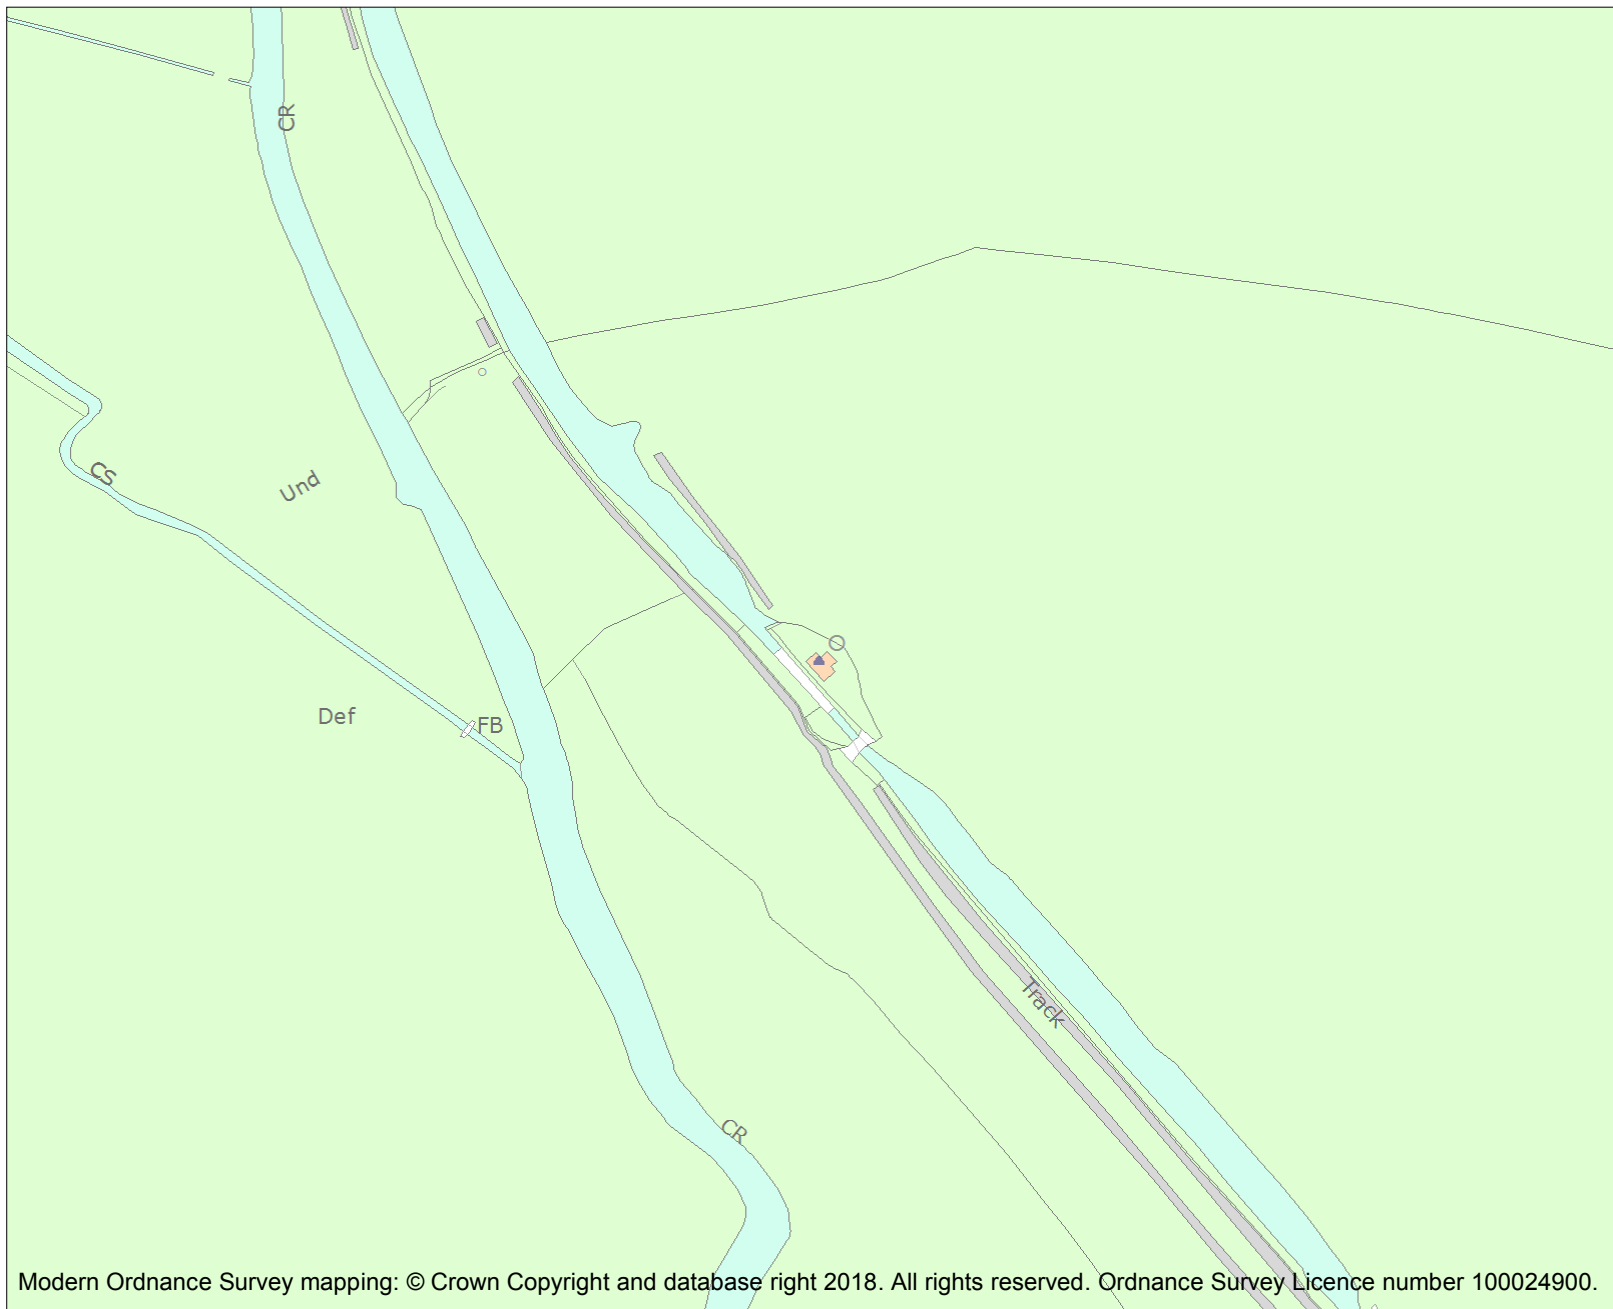 CR
CS
Und
Def
FB
Track
CR
Modern Ordnance Survey mapping: © Crown Copyright and database right 2018. All rights reserved. Ordnance Survey Licence number 100024900.